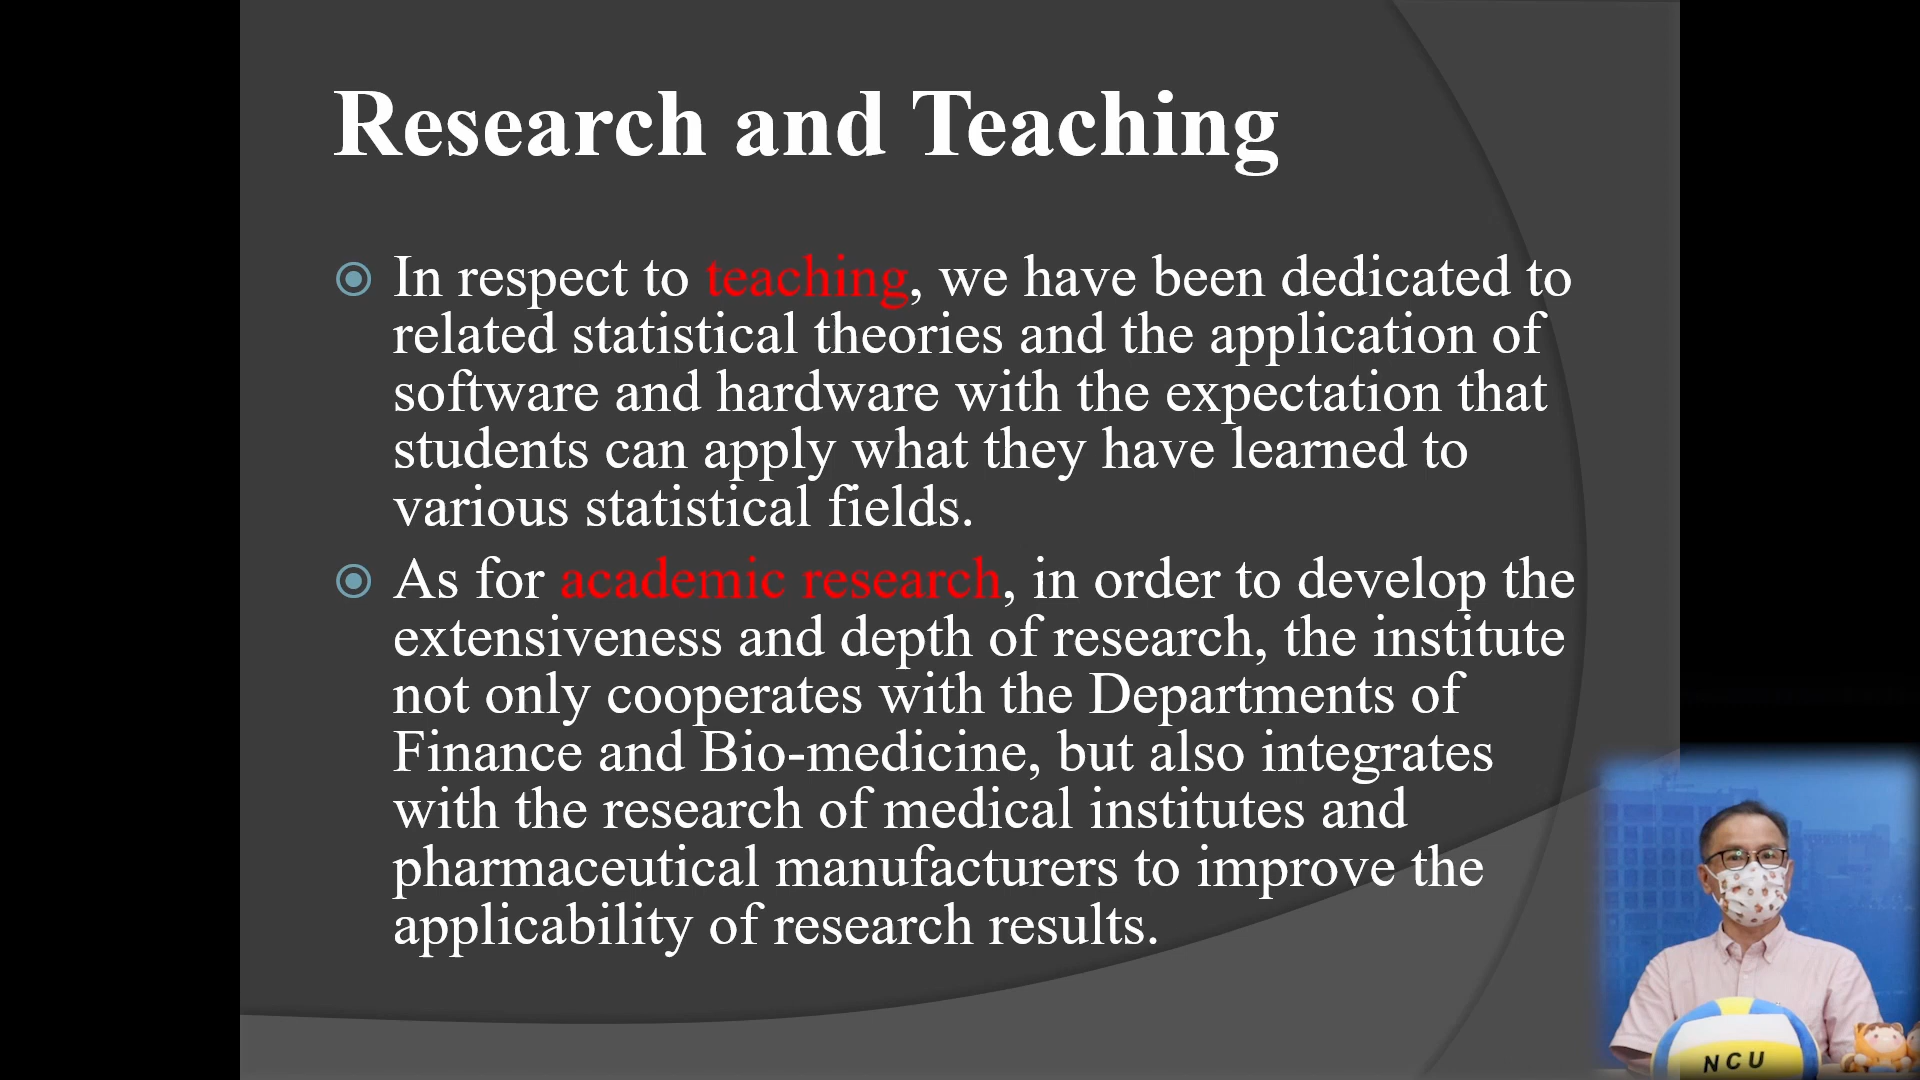 Research and Teaching
In respect to teaching, we have been dedicated to
related statistical theories and the application of
software and hardware with the expectation that
students can apply what they have learned to
various statistical fields.
As for academic research, in order to develop the
extensiveness and depth of research, the institute
not only cooperates with the Departments of
Finance and Bio-medicine, but also integrates
with the research of medical institutes and
pharmaceutical manufacturers to improve the
applicability of research results.
NCU